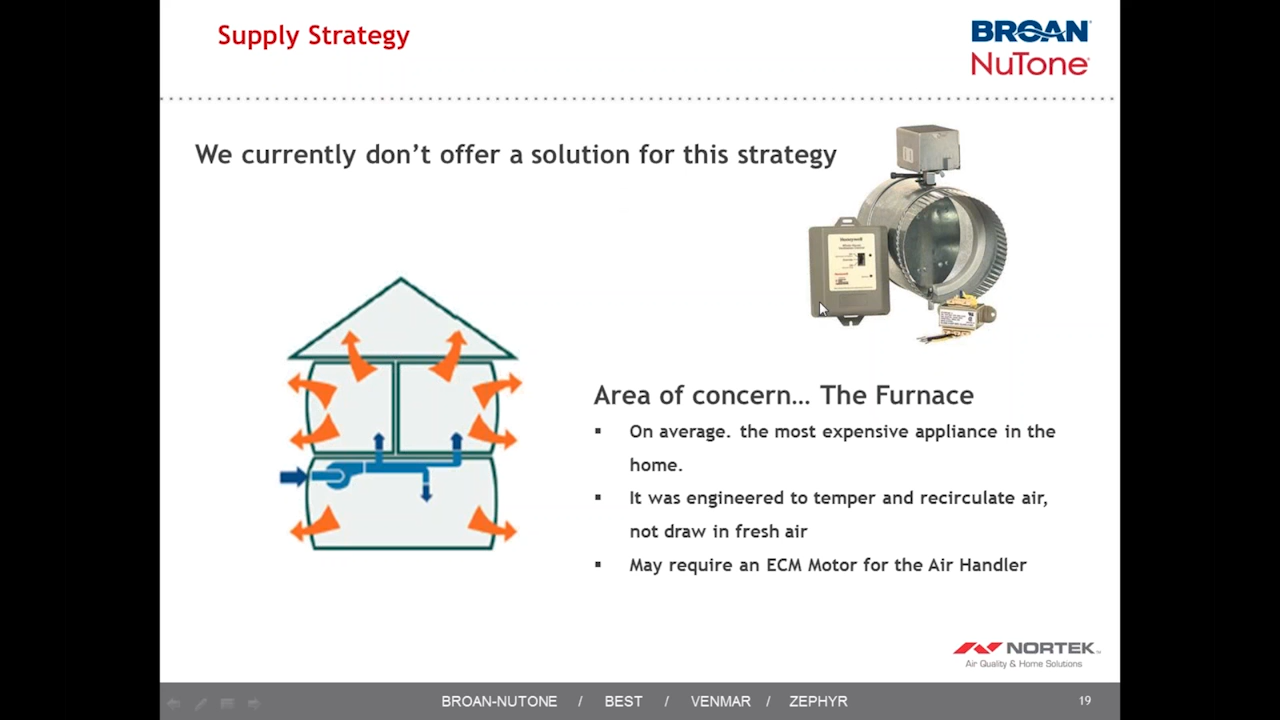 Supply Strategy
BROAN
NuTone
We currently don't offer a solution for this strategy
Honeywell
Area of concern… The Furnace
▪ On average. the most expensive appliance in the
home.
▪ It was engineered to temper and recirculate air,
not draw in fresh air
▪ May require an ECM Motor for the Air Handler
NORTEK
Air Quality & Home Solutions
BROAN-NUTONE / BEST / VENMAR / ZEPHYR
19